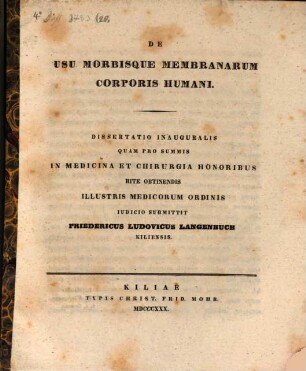 DE
USU MORBISQUE MEMBRANARUM
CORPORIS HUMANI.
DISSERTATIO INAUGURALIS
QUAM PRO SUMMIS
IN MEDICINA ET CHIRURGIA HONORIBUS
RITE OBTINENDIS
ILLUSTRIS MEDICORUM ORDINIS
IUDICIO SUBMITTIT
FRIEDERICUS LUDOVICUS LANGENBUCH
KILIENSIS.
KILIAË
TYPIS CHRIST. FRID. MOHR.
MDCCCXXX.